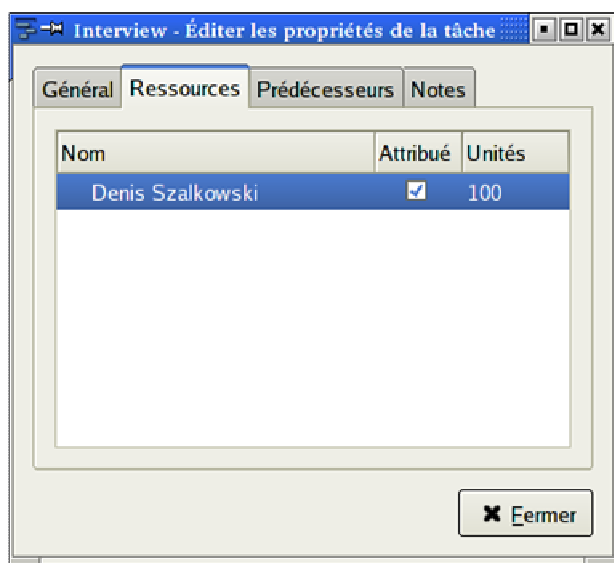 Interview - Éditer les propriétés de la tâche
Général Ressources Prédécesseurs Notes
Nom Attribué Unités
Denis Szalkowski 100
Fermer